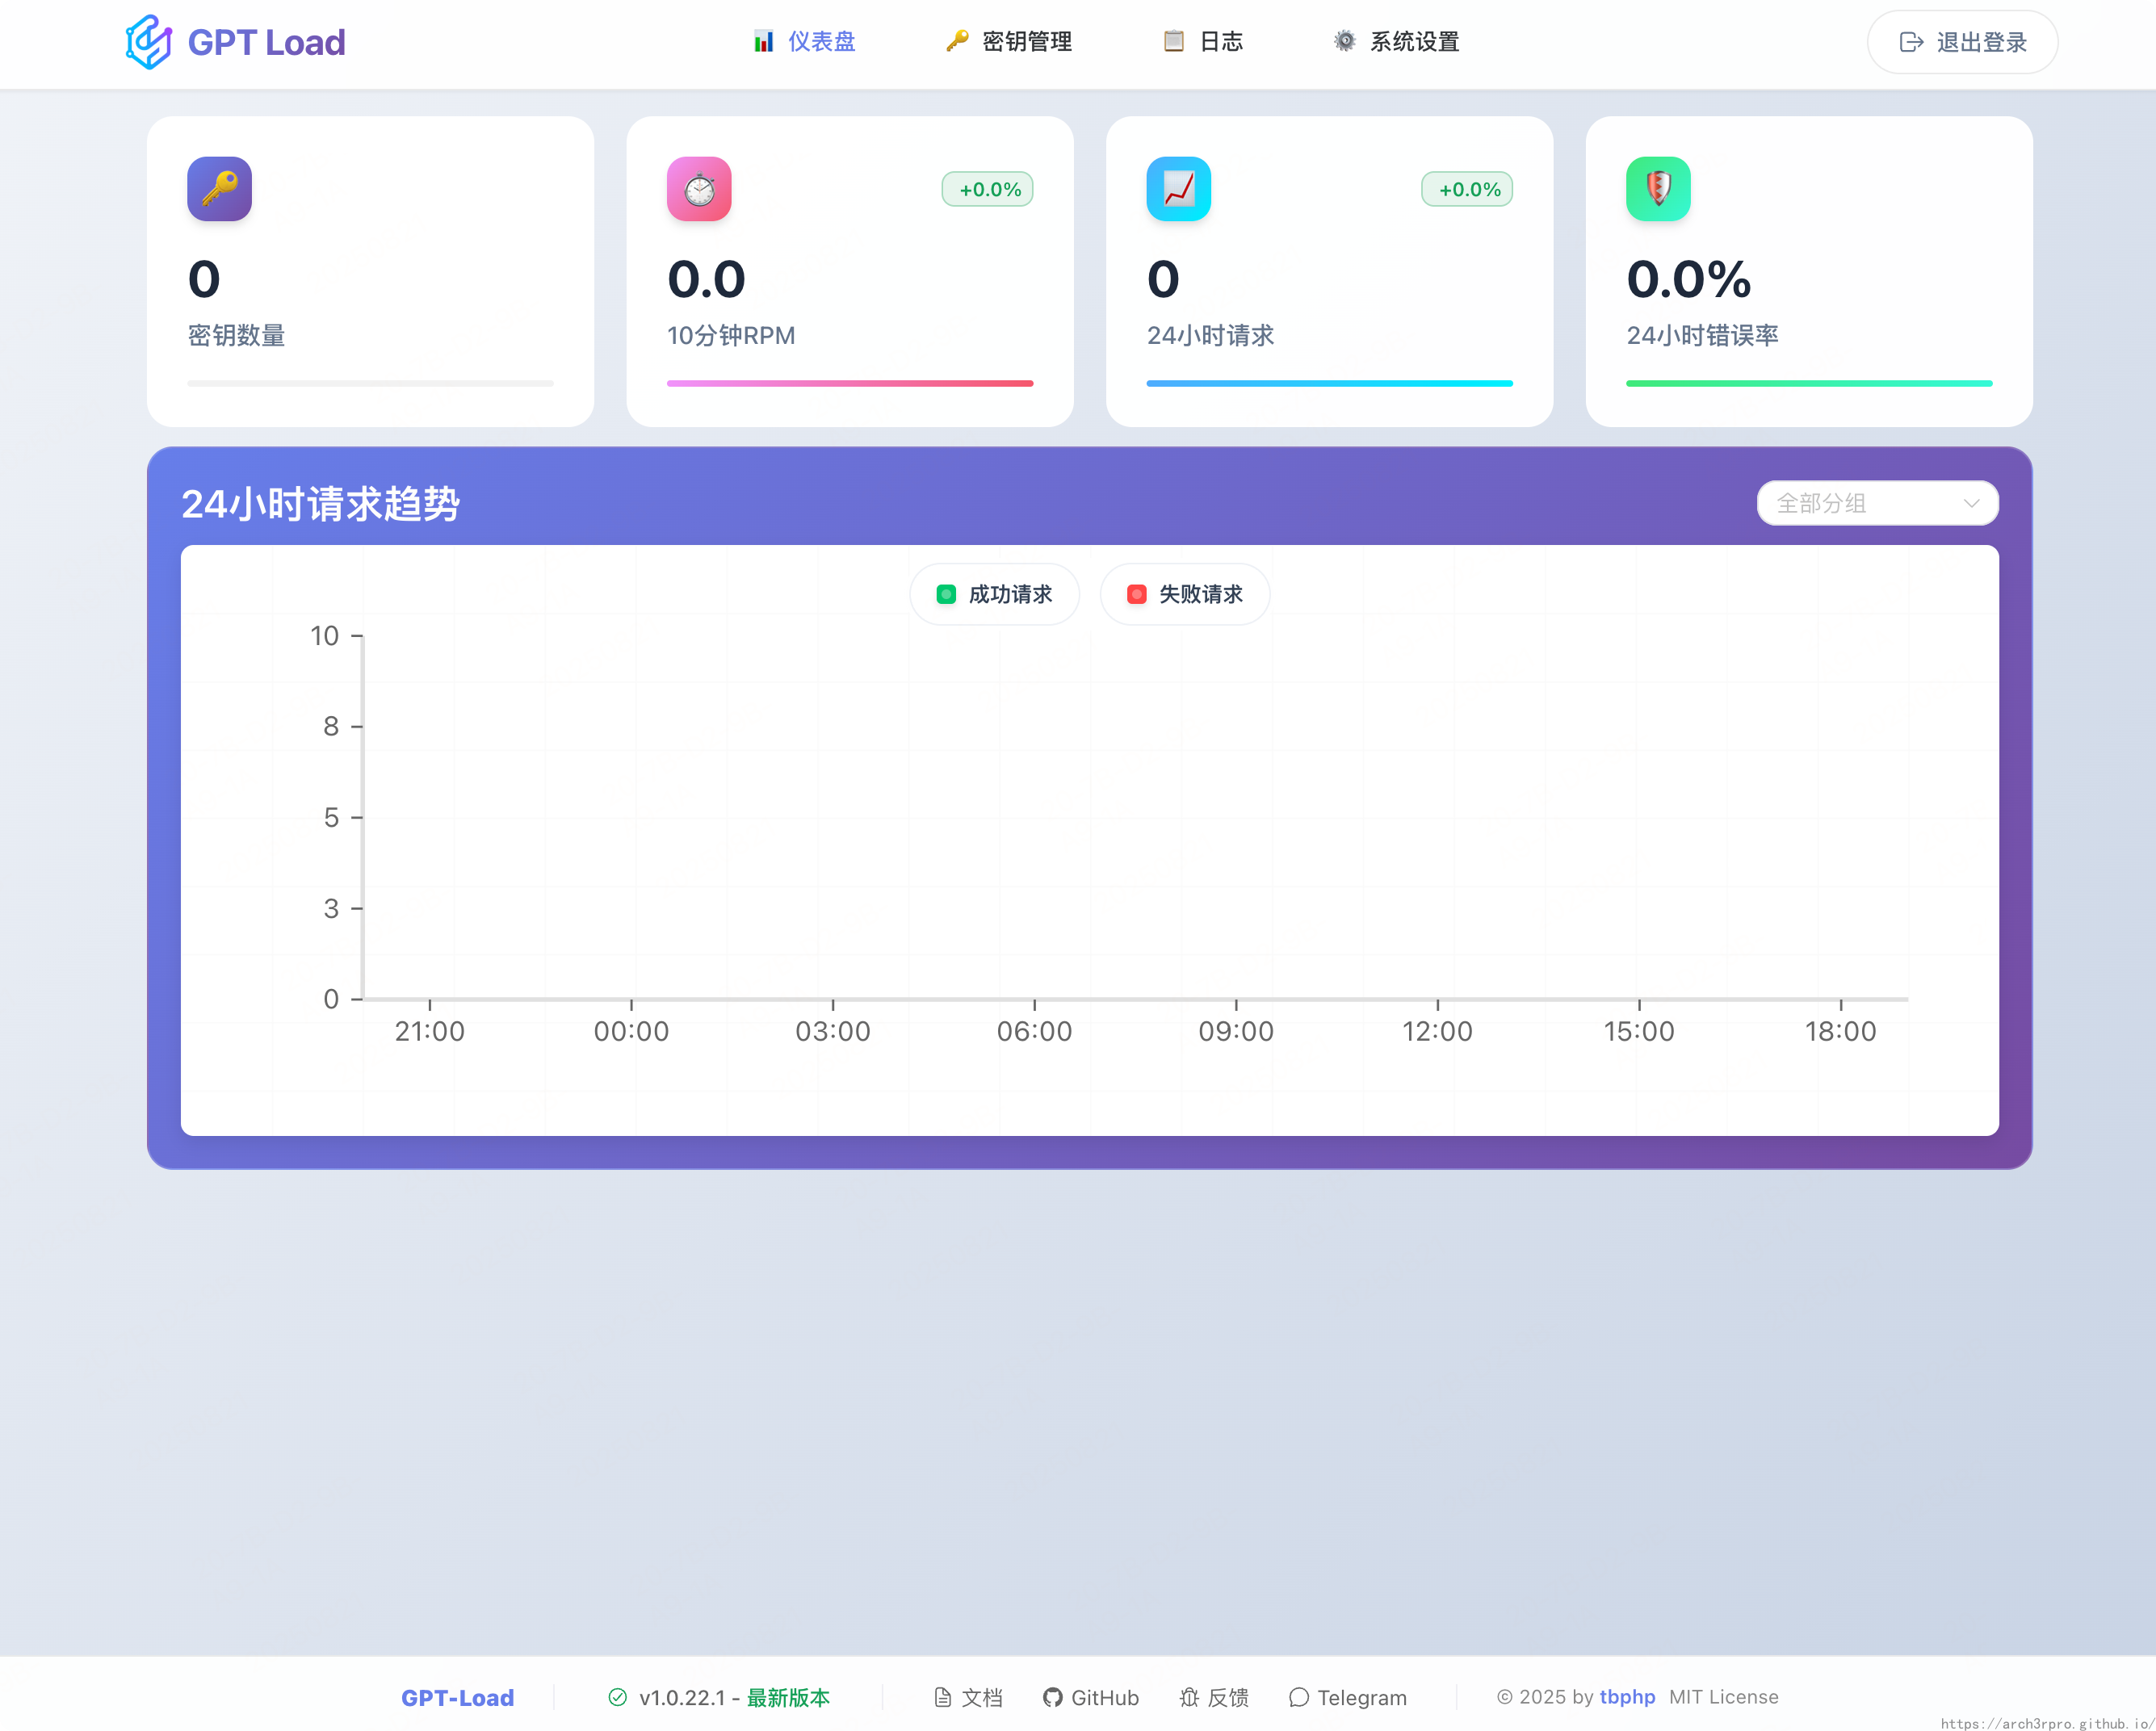 GPT Load
仪表盘
密钥管理
日志
系统设置
退出登录
0
密钥数量
+0.0%
0.0
10分钟RPM
+0.0%
0
24小时请求
0.0%
24小时错误率
24小时请求趋势
全部分组
成功请求
失败请求
10
8
5
3
0
21:00 00:00 03:00 06:00 09:00 12:00 15:00 18:00
GPT-Load
v1.0.22.1 - 最新版本
文档
GitHub
反馈
Telegram
© 2025 by tbphp MIT License
https://arch3rpro.github.io/